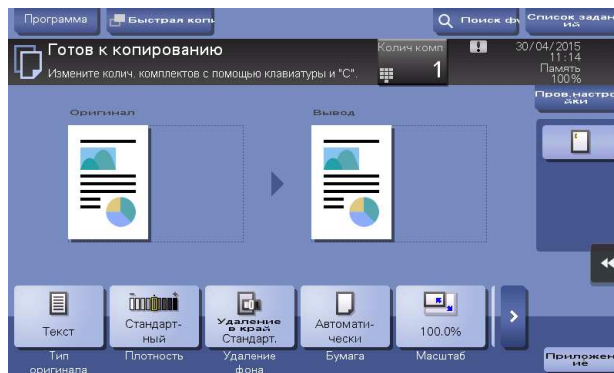 Программа
Быстрая копи
Поиск фу
Список задан
ий
Готов к копированию
Измените колич. комплектов с помощью клавиатуры и "С".
Колич комп
1
30/04/2015
11:14
Память
100%
Пров.настро
йки
Оригинал
Вывод
Текст
Стандарт-
ный
Удаление
в край
Стандарт.
Автомати-
чески
100.0%
Тип
оригинала
Плотность
Удаление
фона
Бумага
Масштаб
Приложен
ие